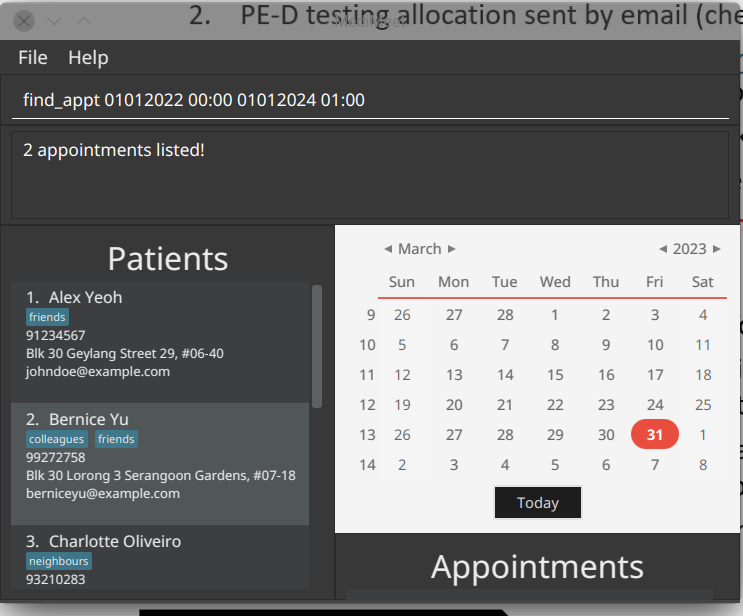 2. PE-D testing allocation sent by email (che
File Help
find_appt 01012022 00:00 01012024 01:00
2 appointments listed!
Patients
1. Alex Yeoh
friends
91234567
Blk 30 Geylang Street 29, #06-40
johndoe@example.com
2. Bernice Yu
colleagues friends
99272758
Blk 30 Lorong 3 Serangoon Gardens, #07-18
berniceyu@example.com
3. Charlotte Oliveiro
neighbours
93210283
March 2023
Sun Mon Tue Wed Thu Fri Sat
9 26 27 28 1 2 3 4
10 5 6 7 8 9 10 11
11 12 13 14 15 16 17 18
12 19 20 21 22 23 24 25
13 26 27 28 29 30 31 1
14 2 3 4 5 6 7 8
Today
Appointments